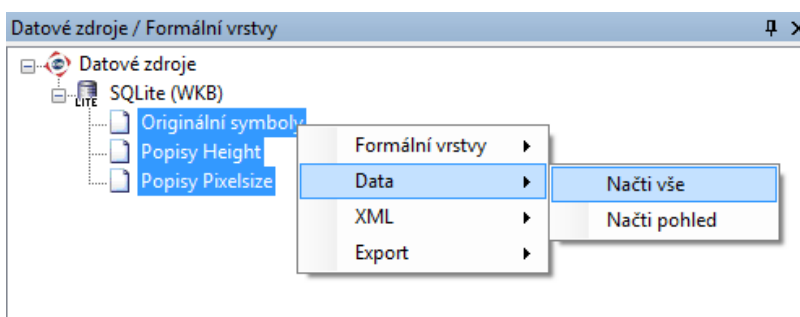 Datové zdroje / Formální vrstvy
Datové zdroje
LITE SQLite (WKB)
Originální symboly
Popisy Height
Popisy Pixelsize
Formální vrstvy
Data
XML
Export
Načti vše
Načti pohled